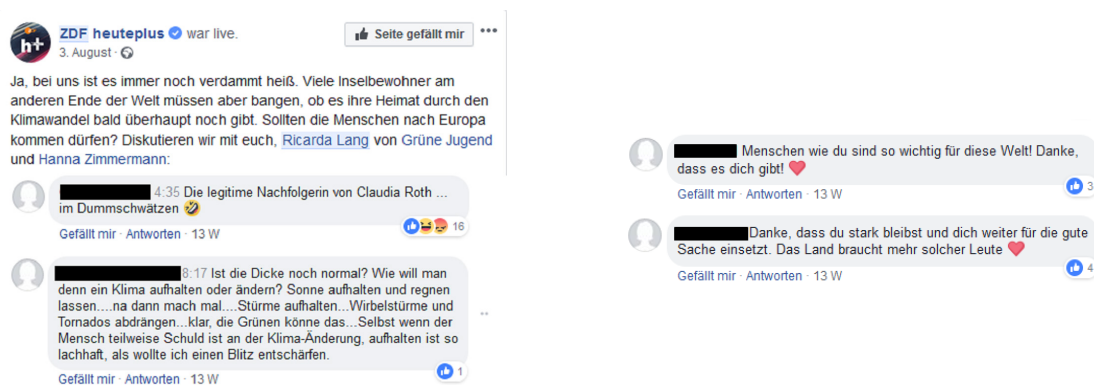 h+
ZDF heuteplus war live.
3. August ·
Seite gefällt mir
Ja, bei uns ist es immer noch verdammt heiß. Viele Inselbewohner am
anderen Ende der Welt müssen aber bangen, ob es ihre Heimat durch den
Klimawandel bald überhaupt noch gibt. Sollten die Menschen nach Europa
kommen dürfen? Diskutieren wir mit euch, Ricarda Lang von Grüne Jugend
und Hanna Zimmermann:
4:35 Die legitime Nachfolgerin von Claudia Roth ...
im Dummschwätzen 🤣
16
Gefällt mir · Antworten · 13 W
8:17 Ist die Dicke noch normal? Wie will man
denn ein Klima aufhalten oder ändern? Sonne aufhalten und regnen
lassen....na dann mach mal....Stürme aufhalten...Wirbelstürme und
Tornados abdrängen...klar, die Grünen könne das...Selbst wenn der
Mensch teilweise Schuld ist an der Klima-Änderung, aufhalten ist so
lachhaft, als wollte ich einen Blitz entschärfen.
1
Gefällt mir · Antworten · 13 W
Menschen wie du sind so wichtig für diese Welt! Danke,
dass es dich gibt! ❤️
3
Gefällt mir · Antworten · 13 W
Danke, dass du stark bleibst und dich weiter für die gute
Sache einsetzt. Das Land braucht mehr solcher Leute ❤️
4
Gefällt mir · Antworten · 13 W